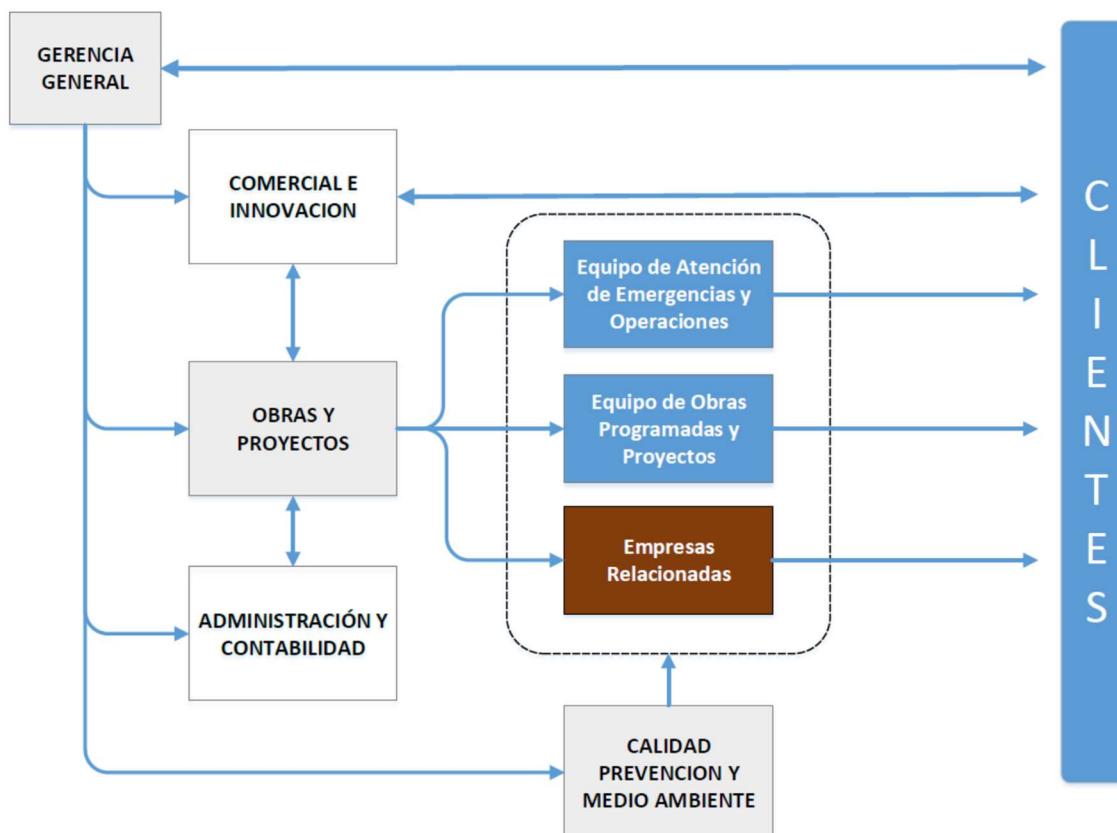 GERENCIA
GENERAL
COMERCIAL E
INNOVACION
Equipo de Atención
de Emergencias y
Operaciones
OBRAS Y
PROYECTOS
Equipo de Obras
Programadas y
Proyectos
Empresas
Relacionadas
ADMINISTRACIÓN Y
CONTABILIDAD
CALIDAD
PREVENCION Y
MEDIO AMBIENTE
CLIENTES